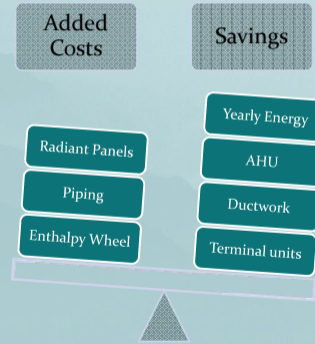 Added
Costs
Savings
Radiant Panels
Piping
Enthalpy Wheel
Yearly Energy
AHU
Ductwork
Terminal units